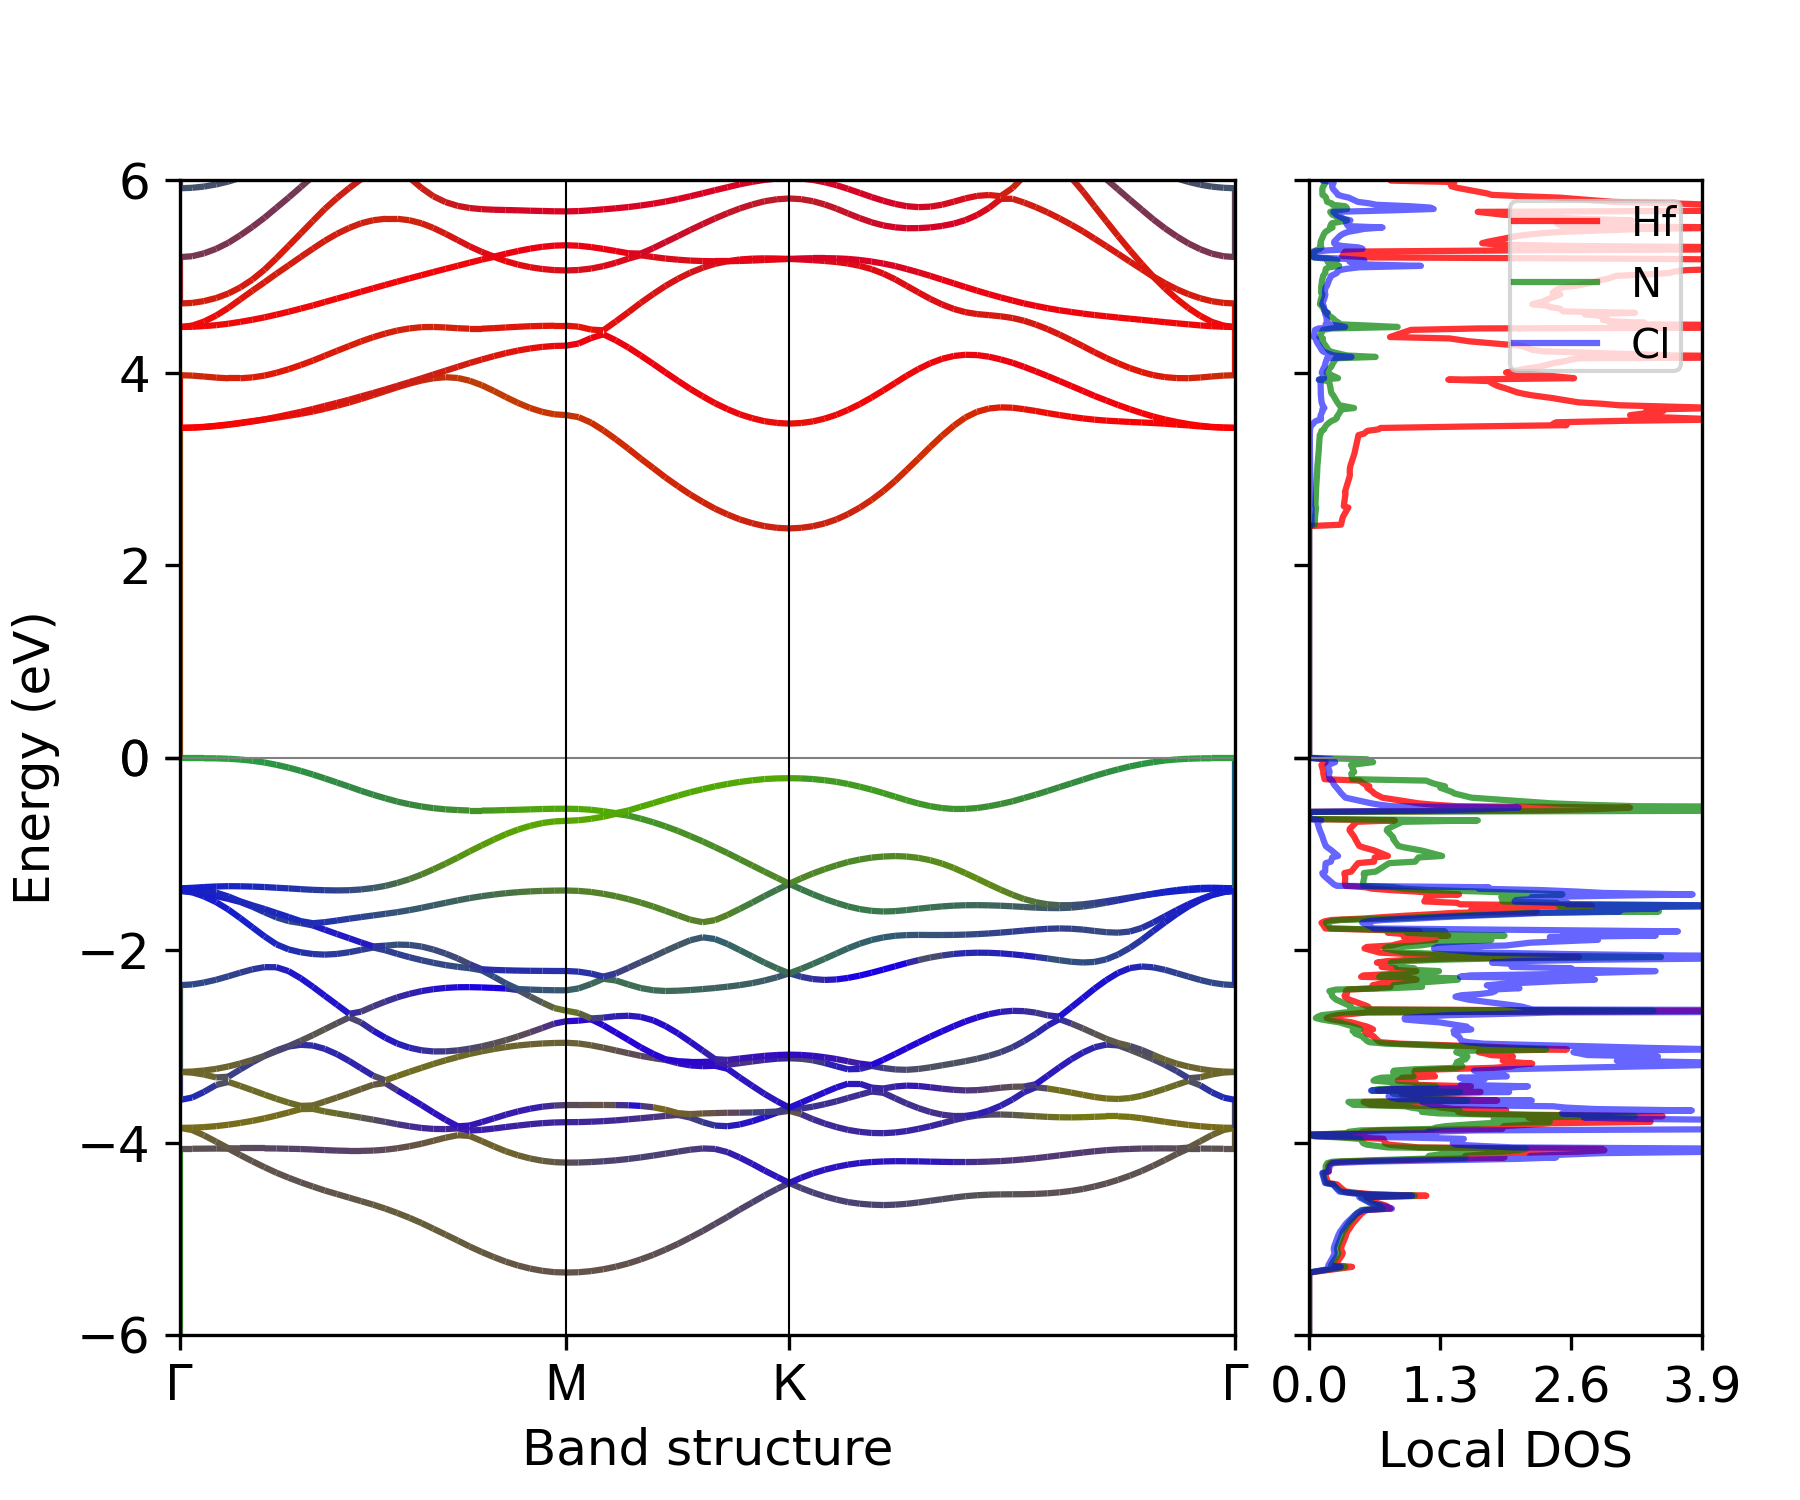 Energy (eV)
6
4
2
0
−2
−4
−6
Γ M K Γ
Band structure
Hf
N
Cl
0.0 1.3 2.6 3.9
Local DOS